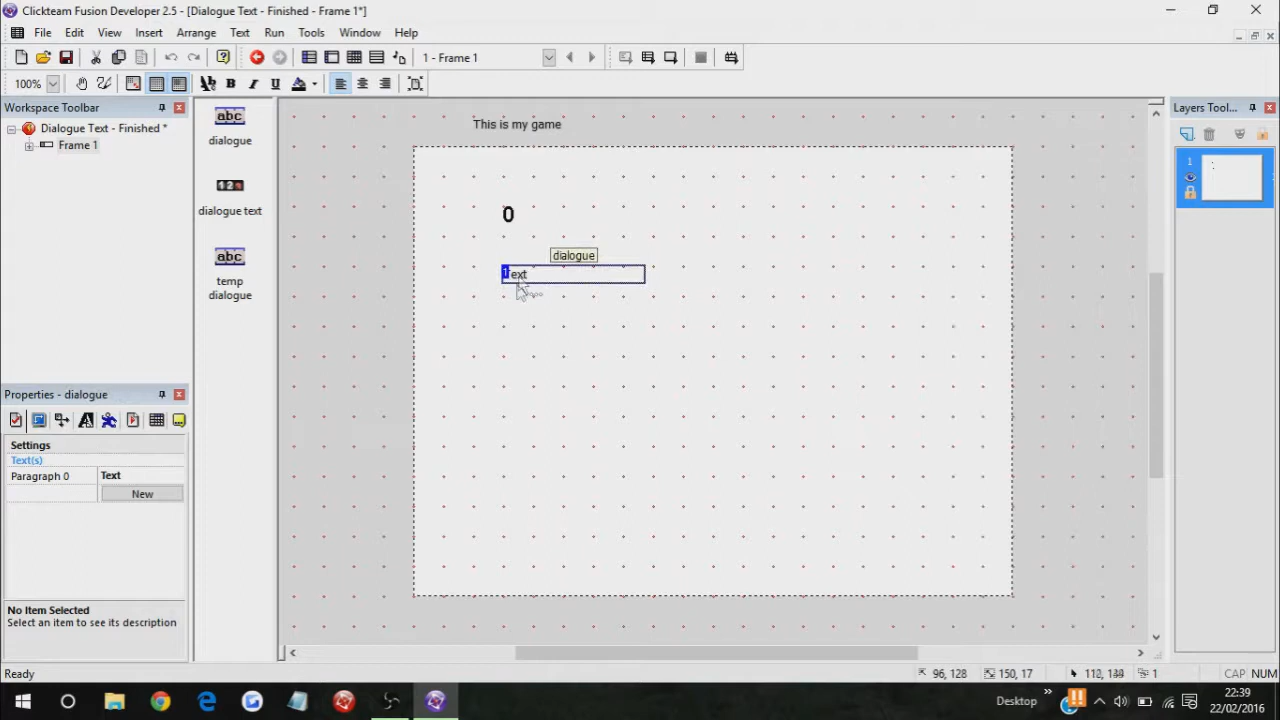 Clickteam Fusion Developer 2.5 - [Dialogue Text - Finished - Frame 1*]
File Edit View Insert Arrange Text Run Tools Window Help
1 - Frame 1
100%
Workspace Toolbar
Dialogue Text - Finished *
Frame 1
abc
dialogue
dialogue text
abc
temp
dialogue
This is my game
0
dialogue
Text
Layers Tool...
1
Properties - dialogue
Settings
Text(s)
Paragraph 0 Text
New
No Item Selected
Select an item to see its description
Ready
96, 128
150, 17
1
CAP NUM
Desktop
22:39
22/02/2016